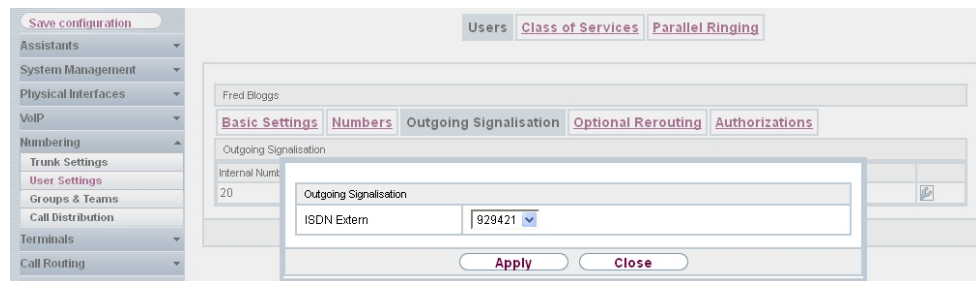 Save configuration
Assistants
System Management
Physical Interfaces
VoIP
Numbering
Trunk Settings
User Settings
Groups & Teams
Call Distribution
Terminals
Call Routing
Users Class of Services Parallel Ringing
Fred Bloggs
Basic Settings Numbers Outgoing Signalisation Optional Rerouting Authorizations
Outgoing Signalisation
Internal
20
Outgoing Signalisation
ISDN Extern 929421
Apply Close